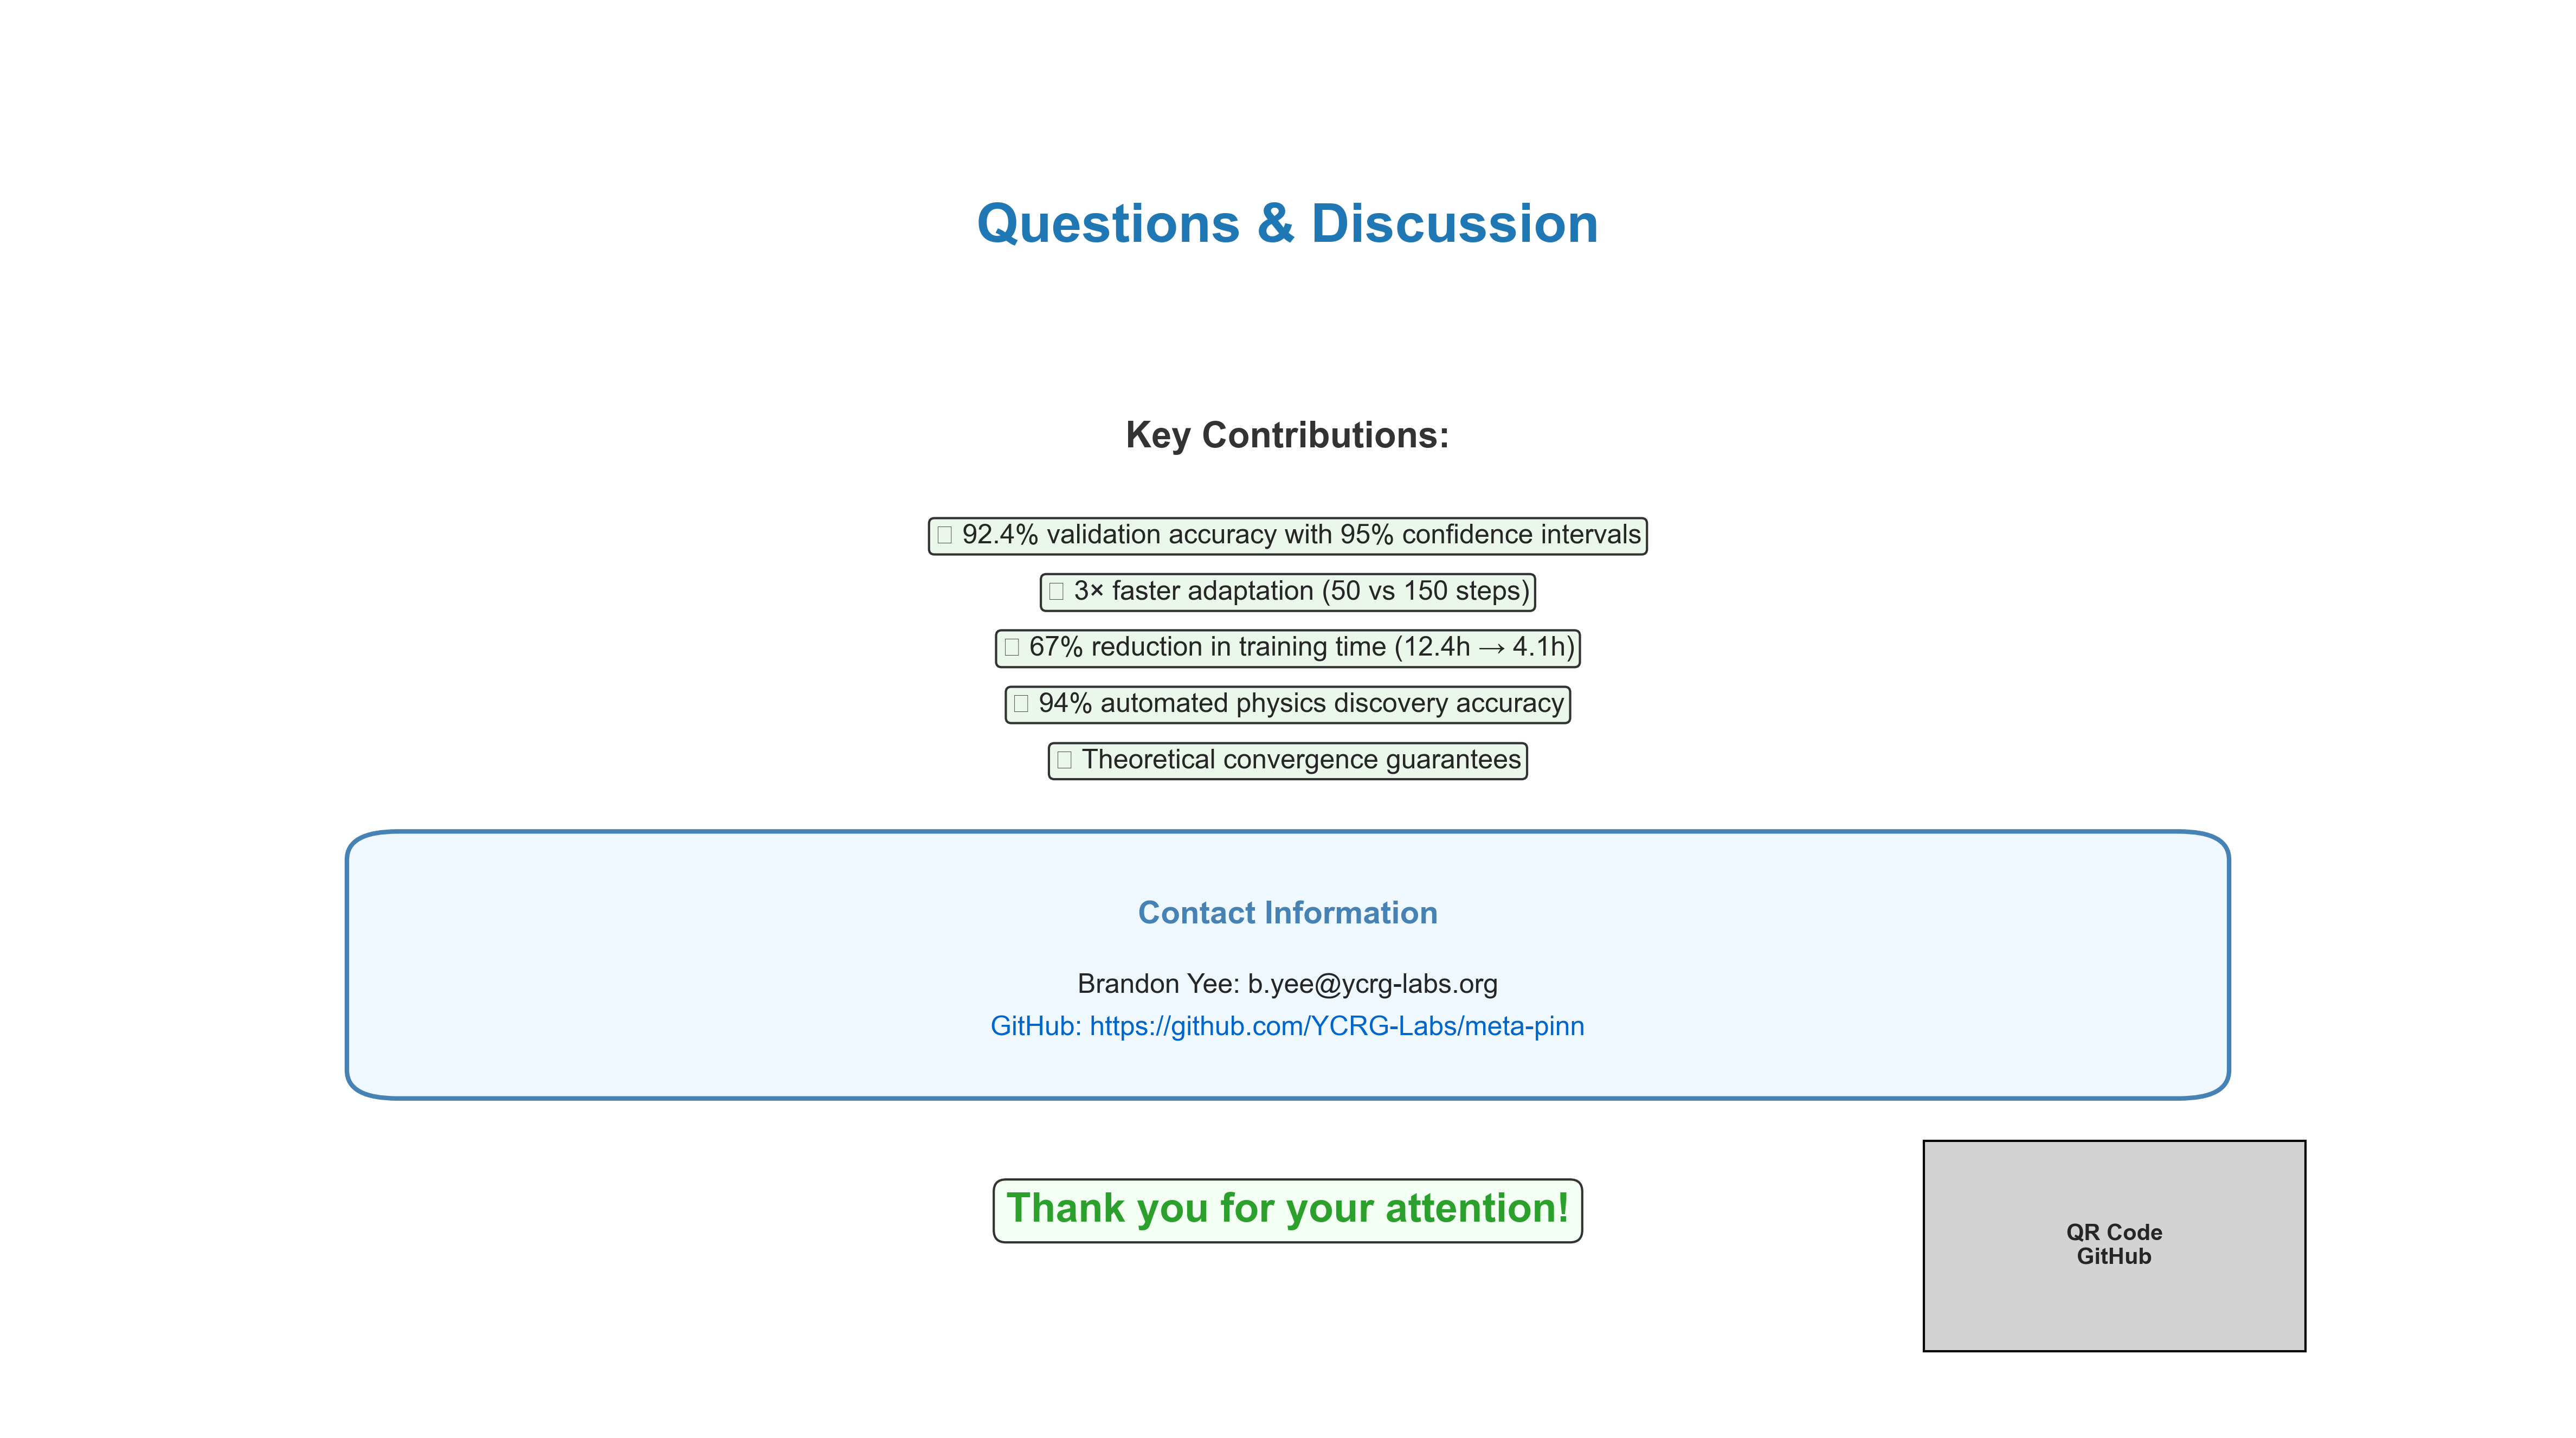 Questions & Discussion
Key Contributions:
92.4% validation accuracy with 95% confidence intervals
3× faster adaptation (50 vs 150 steps)
67% reduction in training time (12.4h → 4.1h)
94% automated physics discovery accuracy
Theoretical convergence guarantees
Contact Information
Brandon Yee: b.yee@ycrg-labs.org
GitHub: https://github.com/YCRG-Labs/meta-pinn
Thank you for your attention!
QR Code
GitHub